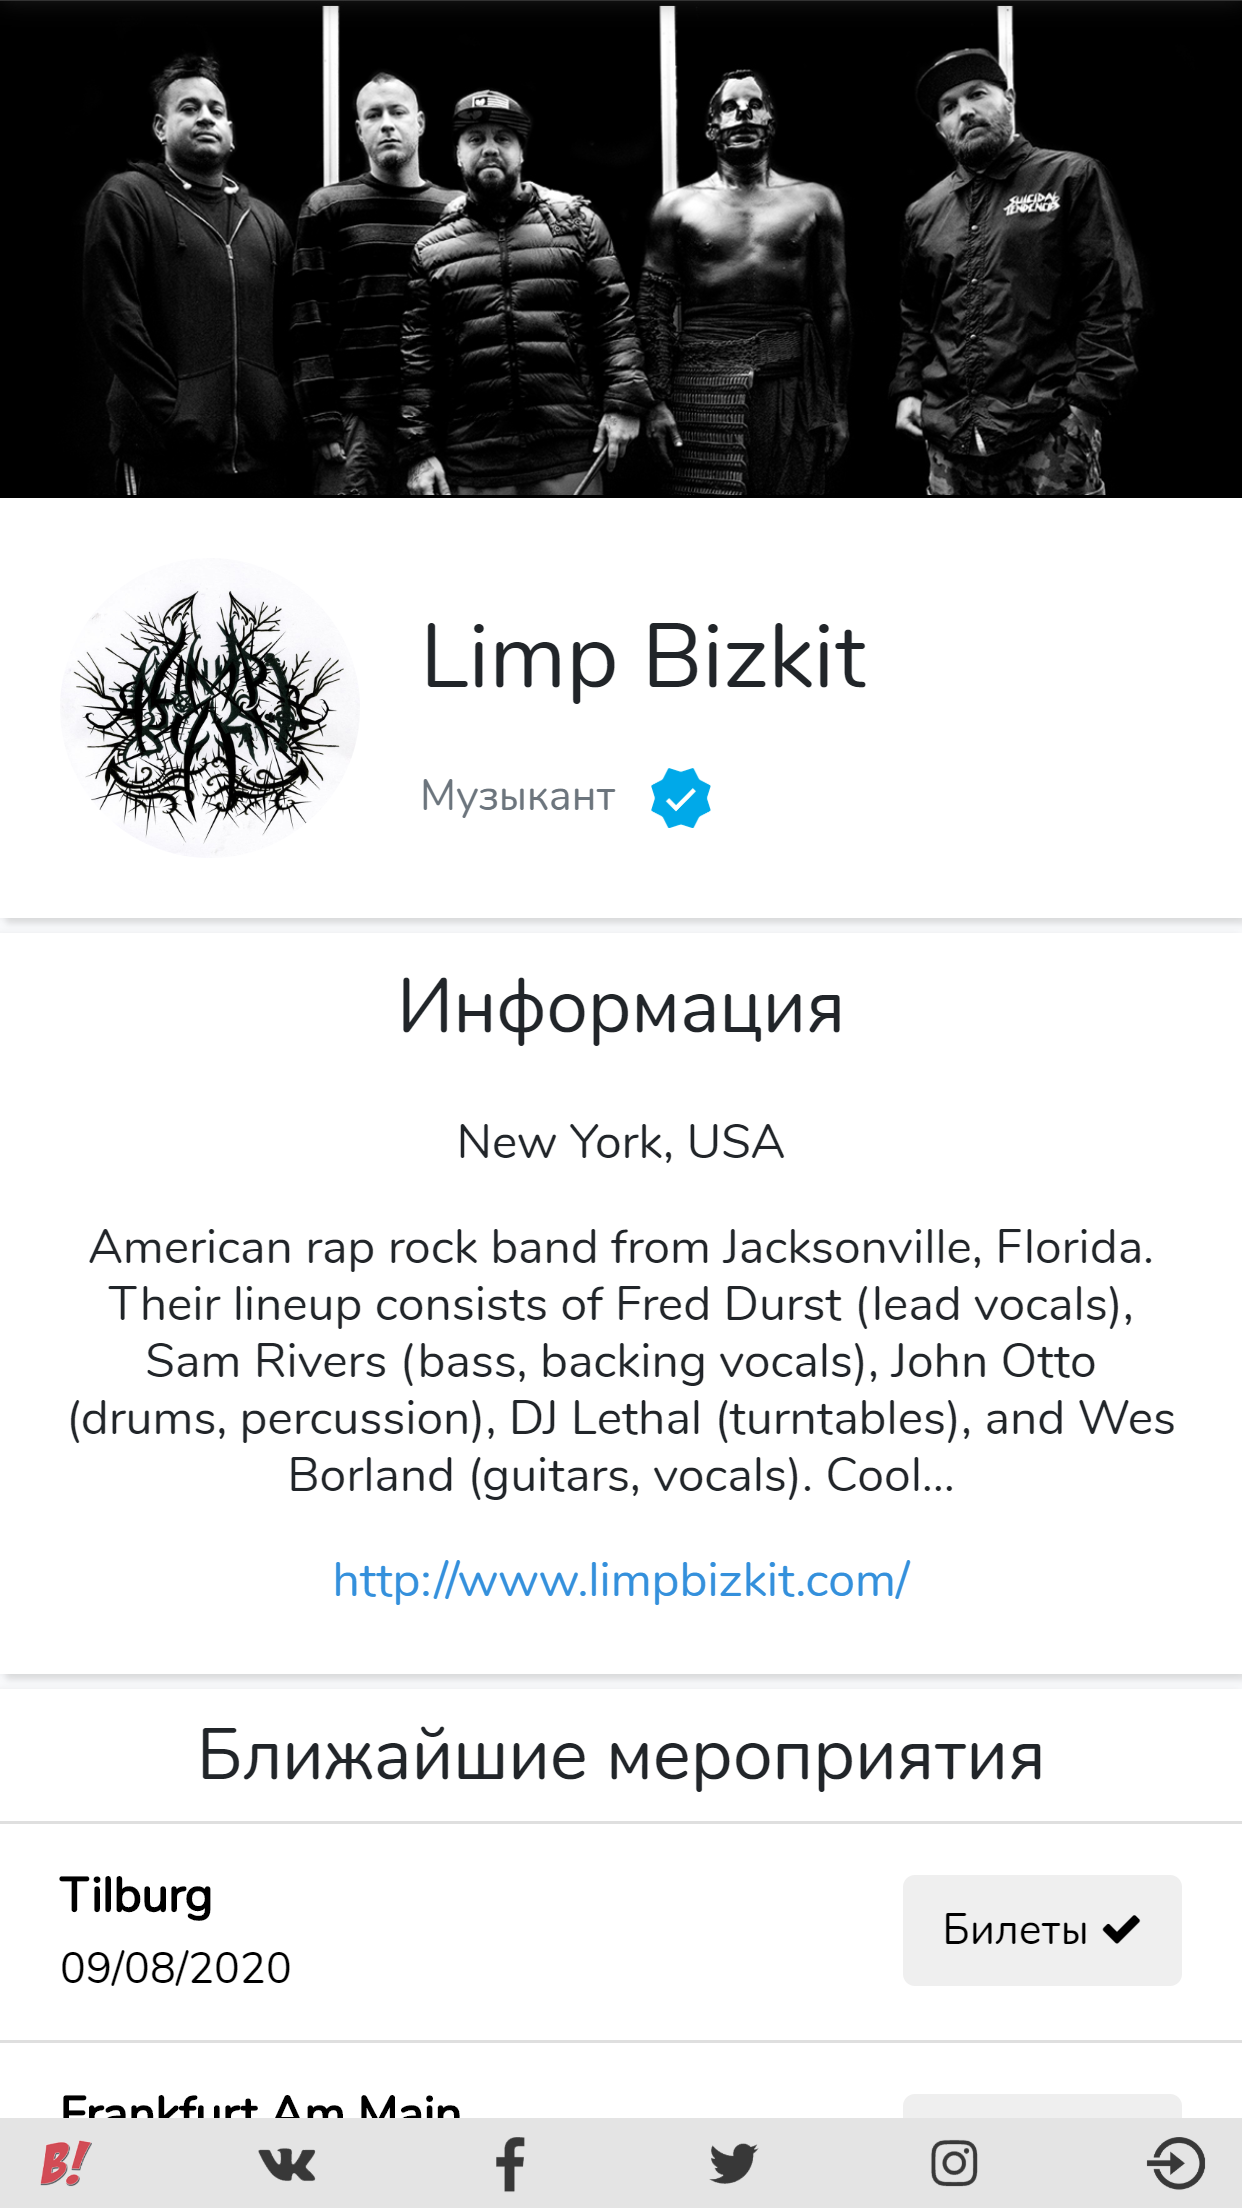 SUICIDAL
TENDENCIES
Limp Bizkit
Музыкант
Информация
New York, USA
American rap rock band from Jacksonville, Florida.
Their lineup consists of Fred Durst (lead vocals),
Sam Rivers (bass, backing vocals), John Otto
(drums, percussion), DJ Lethal (turntables), and Wes
Borland (guitars, vocals). Cool...
http://www.limpbizkit.com/
Ближайшие мероприятия
Tilburg
Билеты
09/08/2020
Frankfurt Am Main
B!